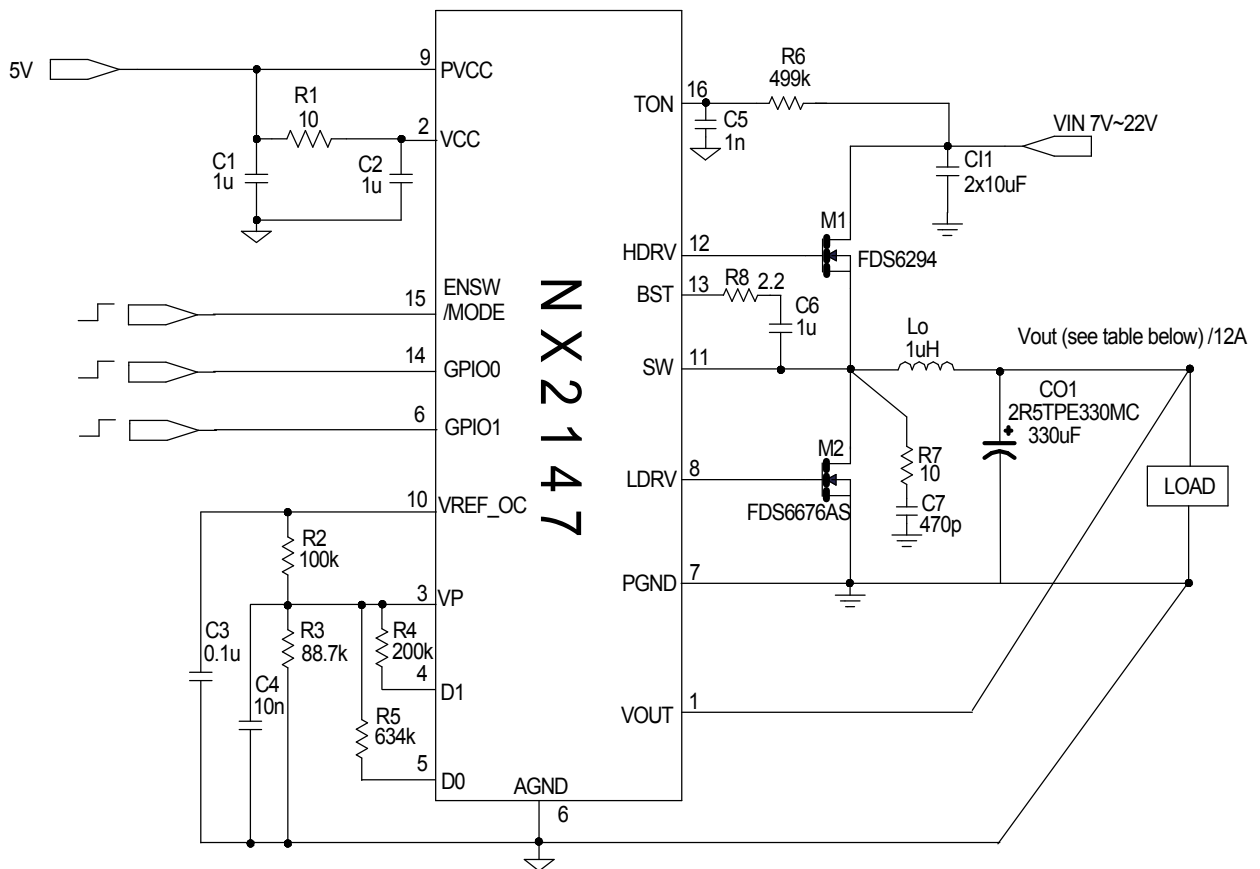 5V
9
PVCC
R1
10
2
VCC
C1
1u
C2
1u
ENSW
/MODE
15
14
GPIO0
6
GPIO1
10
VREF_OC
R2
100k
3
VP
C3
0.1u
R3
88.7k
R4
200k
C4
10n
4
D1
R5
634k
5
D0
AGND
6
NX2147
TON
16
R6
499k
C5
1n
VIN 7V~22V
CI1
2x10uF
M1
HDRV
12
FDS6294
BST
13
R8
2.2
C6
1u
SW
11
Lo
1uH
Vout (see table below) /12A
CO1
2R5TPE330MC
330uF
+
M2
LDRV
8
FDS6676AS
R7
10
C7
470p
LOAD
PGND
7
VOUT
1